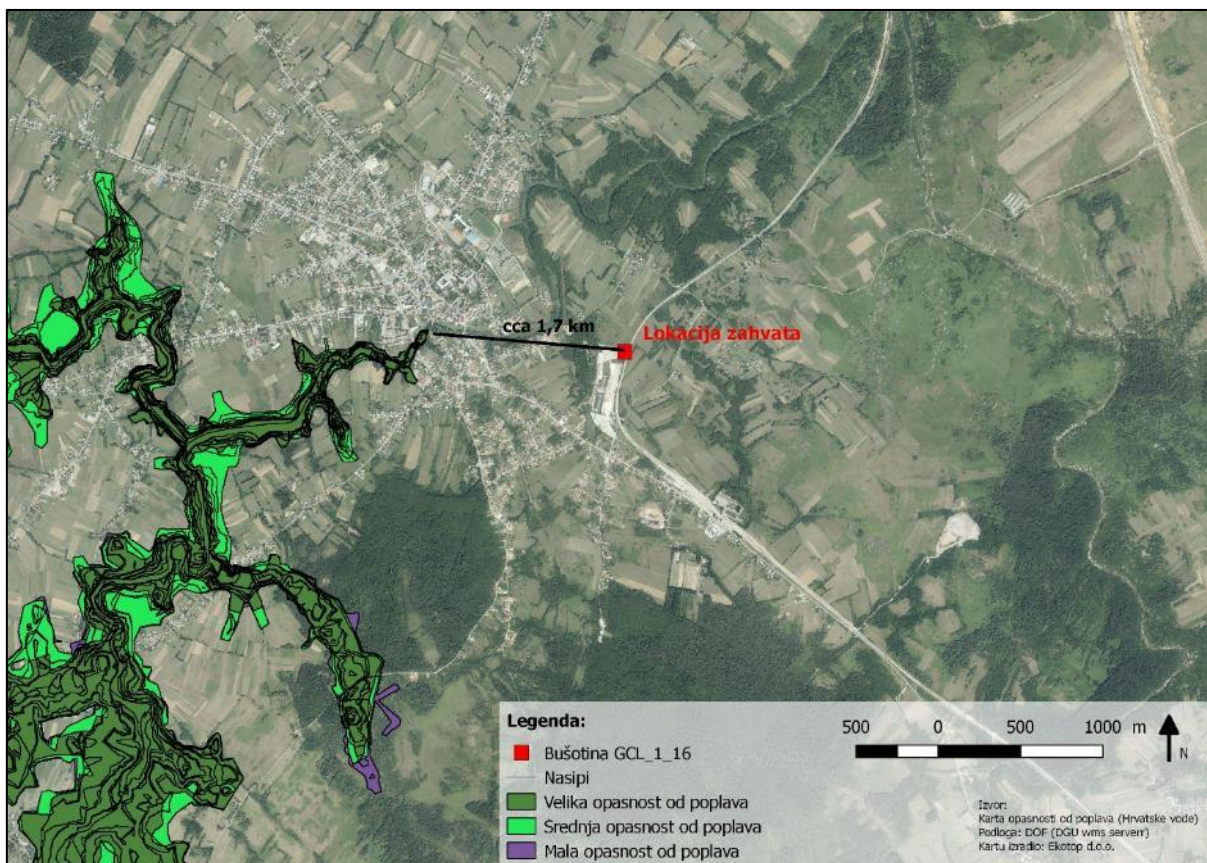 cca 1,7 km
Lokacija zahvata
Legenda:
Bušotina GCL_1_16
Nasipi
Velika opasnost od poplava
Srednja opasnost od poplava
Mala opasnost od poplava
500 0 500 1000 m
N
Izvor:
Karta opasnosti od poplava (Hrvatske vode)
Podloga: DOF (DGU wms serverr)
Kartu izradio: Ekotop d.o.o.